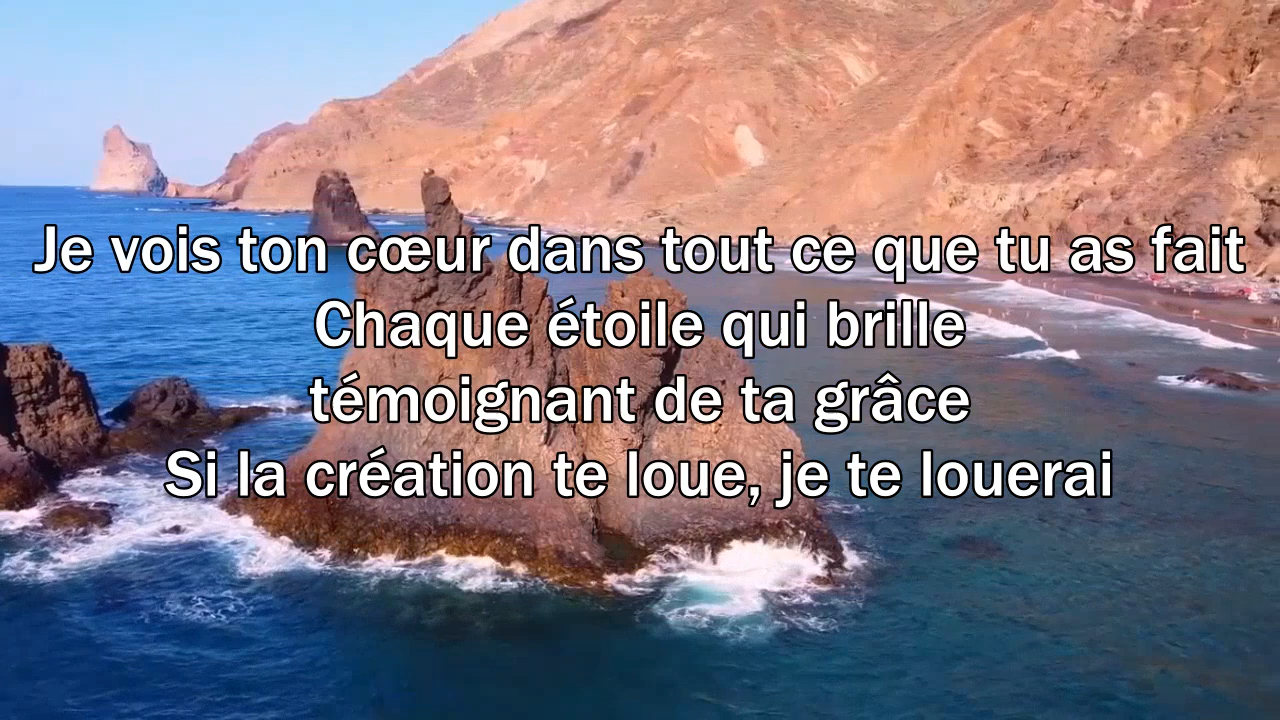 Je vois ton cœur dans tout ce que tu as fait
Chaque étoile qui brille
témoignant de ta grâce
Si la création te loue, je te louerai